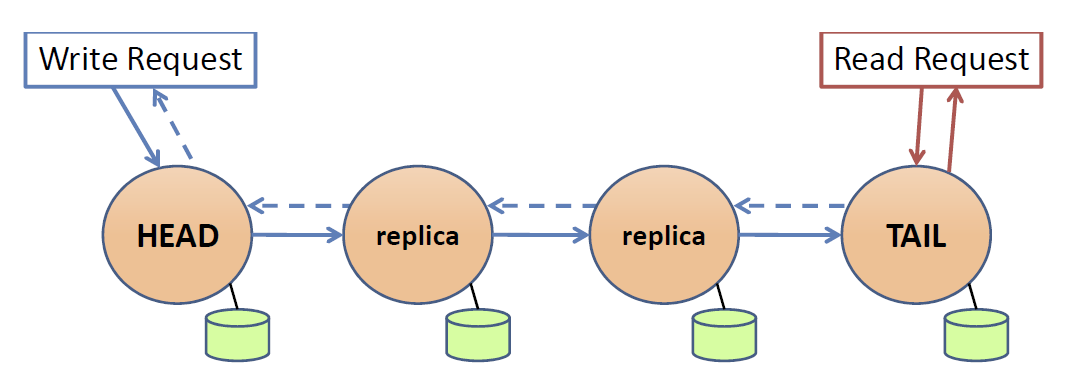 Write Request
Read Request
HEAD
replica
replica
TAIL